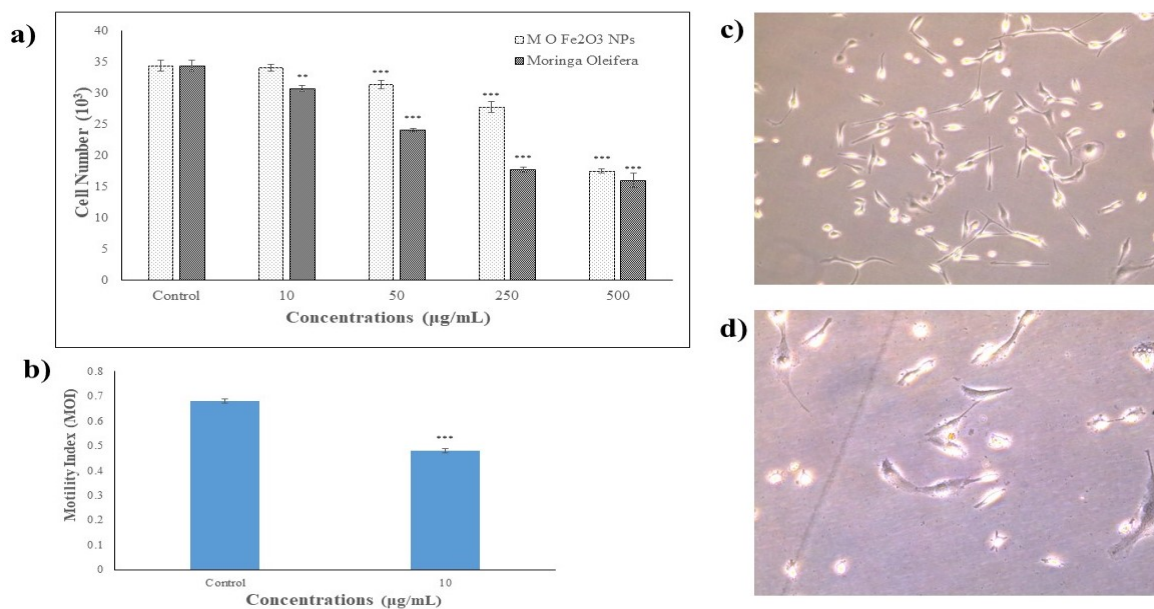 a)
M O Fe2O3 NPs
Moringa Oleifera
Cell Number (10³)
40
35
30
25
20
15
10
5
0
**
***
***
***
***
***
***
Control
10
50
250
500
Concentrations (µg/mL)
b)
Motility Index (MOI)
0.8
0.7
0.6
0.5
0.4
0.3
0.2
0.1
0
***
Control
10
Concentrations (µg/mL)
c)
d)